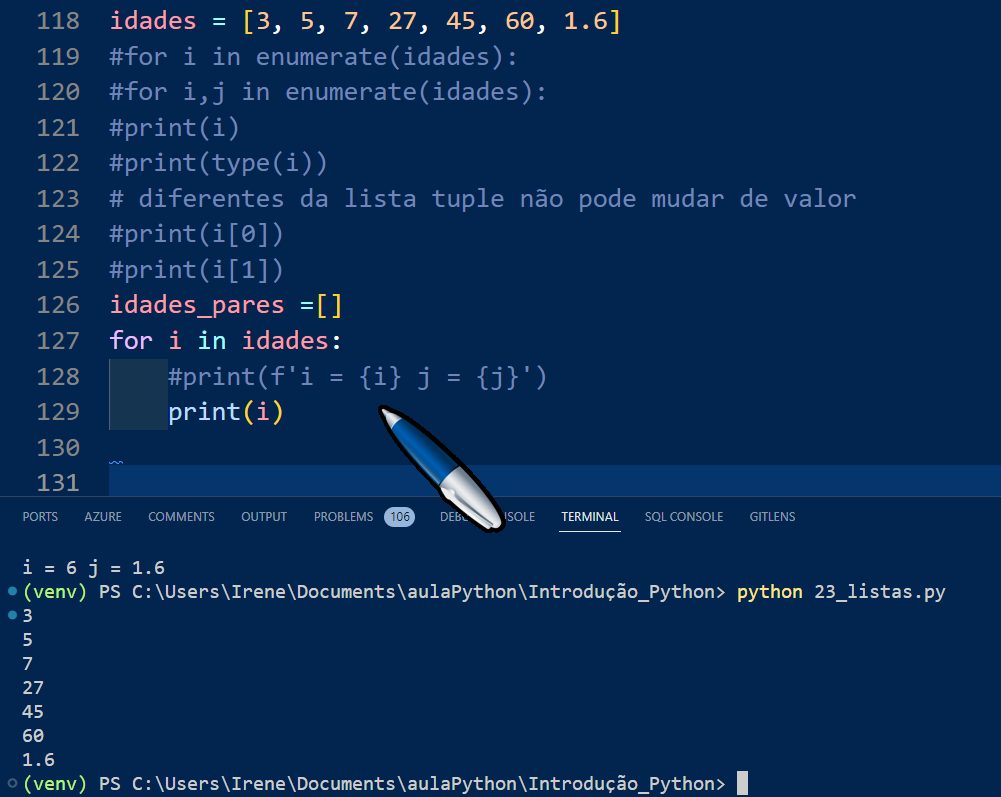 118 idades = [3, 5, 7, 27, 45, 60, 1.6]
119 #for i in enumerate(idades):
120 #for i,j in enumerate(idades):
121 #print(i)
122 #print(type(i))
123 # diferentes da lista tuple não pode mudar de valor
124 #print(i[0])
125 #print(i[1])
126 idades_pares =[]
127 for i in idades:
128     #print(f'i = {i} j = {j}')
129     print(i)
130
131
PORTS AZURE COMMENTS OUTPUT PROBLEMS 106 TERMINAL SQL CONSOLE GITLENS
i = 6 j = 1.6
(venv) PS C:\Users\Irene\Documents\aulaPython\Introdução_Python> python 23_listas.py
3
5
7
27
45
60
1.6
(venv) PS C:\Users\Irene\Documents\aulaPython\Introdução_Python>